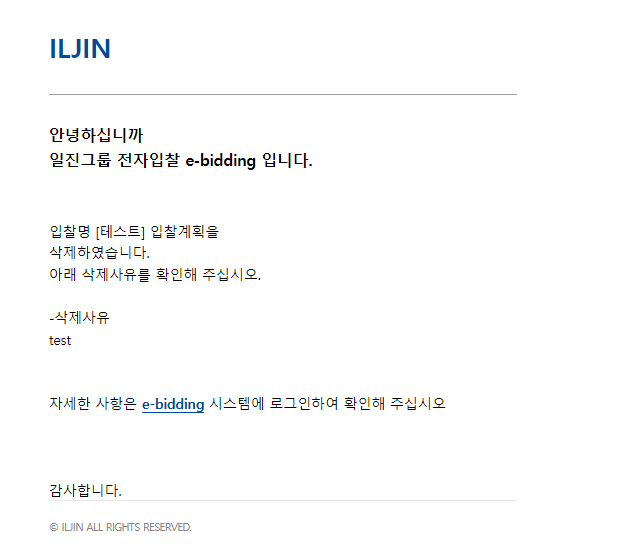 ILJIN
안녕하십니까
일진그룹 전자입찰 e-bidding 입니다.
입찰명 [테스트] 입찰계획을
삭제하였습니다.
아래 삭제사유를 확인해 주십시오.
-삭제사유
test
자세한 사항은 e-bidding 시스템에 로그인하여 확인해 주십시오
감사합니다.
© ILJIN ALL RIGHTS RESERVED.